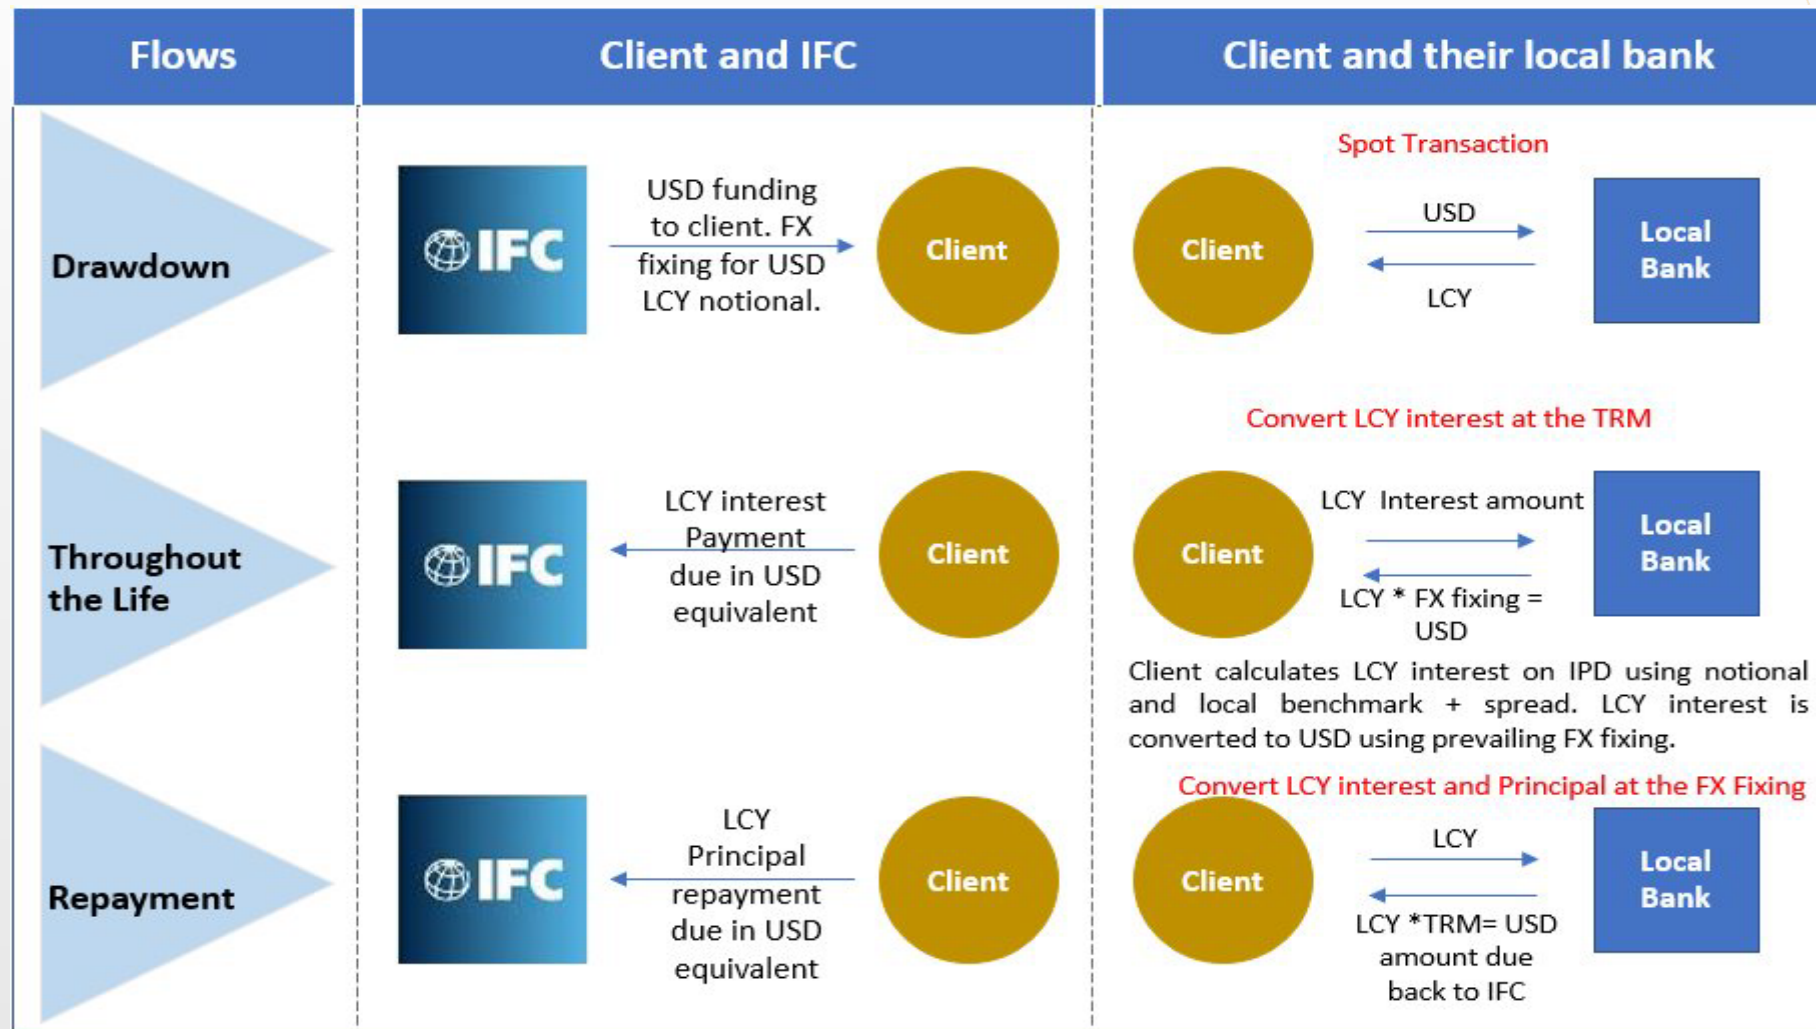 Flows
Client and IFC
Client and their local bank
Drawdown
IFC
USD funding
to client. FX
fixing for USD
LCY notional.
Client
Spot Transaction
Client
USD
LCY
Local
Bank
Throughout
the Life
IFC
LCY interest
Payment
due in USD
equivalent
Client
Convert LCY interest at the TRM
Client
LCY Interest amount
LCY * FX fixing =
USD
Local
Bank
Client calculates LCY interest on IPD using notional
and local benchmark + spread. LCY interest is
converted to USD using prevailing FX fixing.
Repayment
IFC
LCY
Principal
repayment
due in USD
equivalent
Client
Convert LCY interest and Principal at the FX Fixing
Client
LCY
LCY *TRM= USD
amount due
back to IFC
Local
Bank